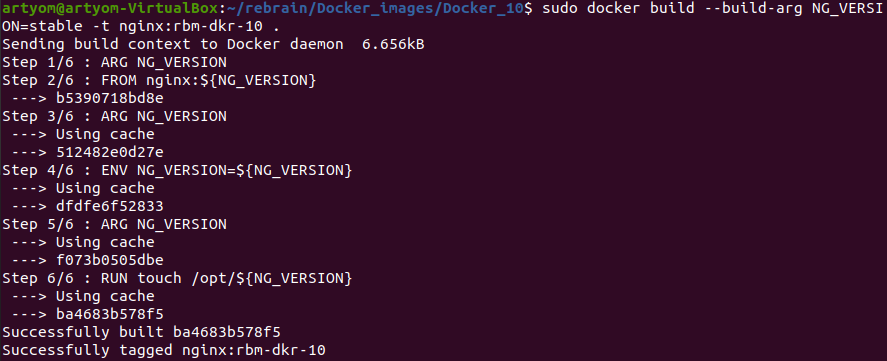 artyom@artyom-VirtualBox:~/rebrain/Docker_images/Docker_10$ sudo docker build --build-arg NG_VERSI
ON=stable -t nginx:rbm-dkr-10 .
Sending build context to Docker daemon  6.656kB
Step 1/6 : ARG NG_VERSION
Step 2/6 : FROM nginx:${NG_VERSION}
 ---> b5390718bd8e
Step 3/6 : ARG NG_VERSION
 ---> Using cache
 ---> 512482e0d27e
Step 4/6 : ENV NG_VERSION=${NG_VERSION}
 ---> Using cache
 ---> dfdfe6f52833
Step 5/6 : ARG NG_VERSION
 ---> Using cache
 ---> f073b0505dbe
Step 6/6 : RUN touch /opt/${NG_VERSION}
 ---> Using cache
 ---> ba4683b578f5
Successfully built ba4683b578f5
Successfully tagged nginx:rbm-dkr-10